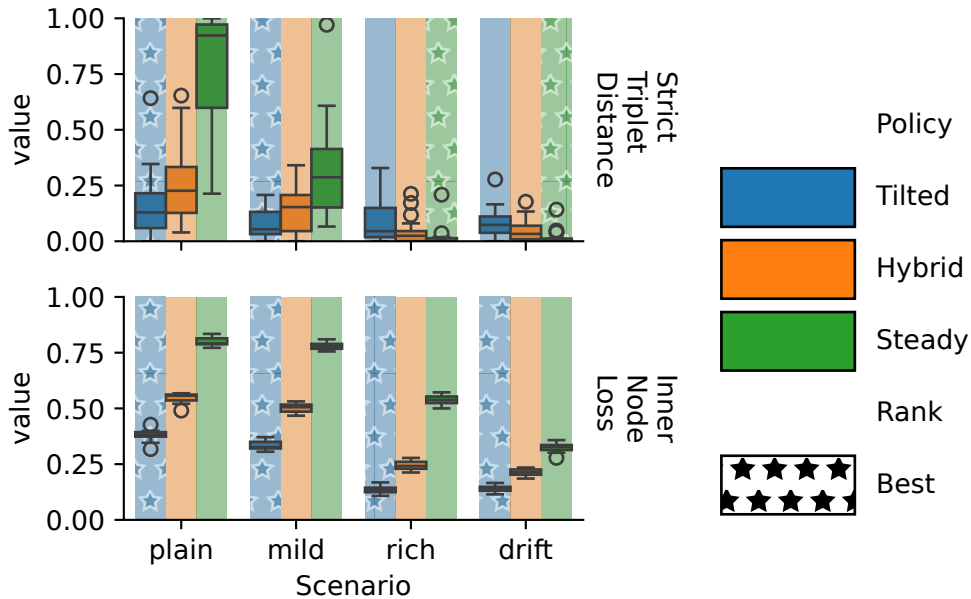 1.00
0.75
0.50
0.25
0.00
value
Strict
Triplet
Distance
1.00
0.75
0.50
0.25
0.00
value
Inner
Node
Loss
plain mild rich drift
Scenario
Policy
Tilted
Hybrid
Steady
Rank
Best